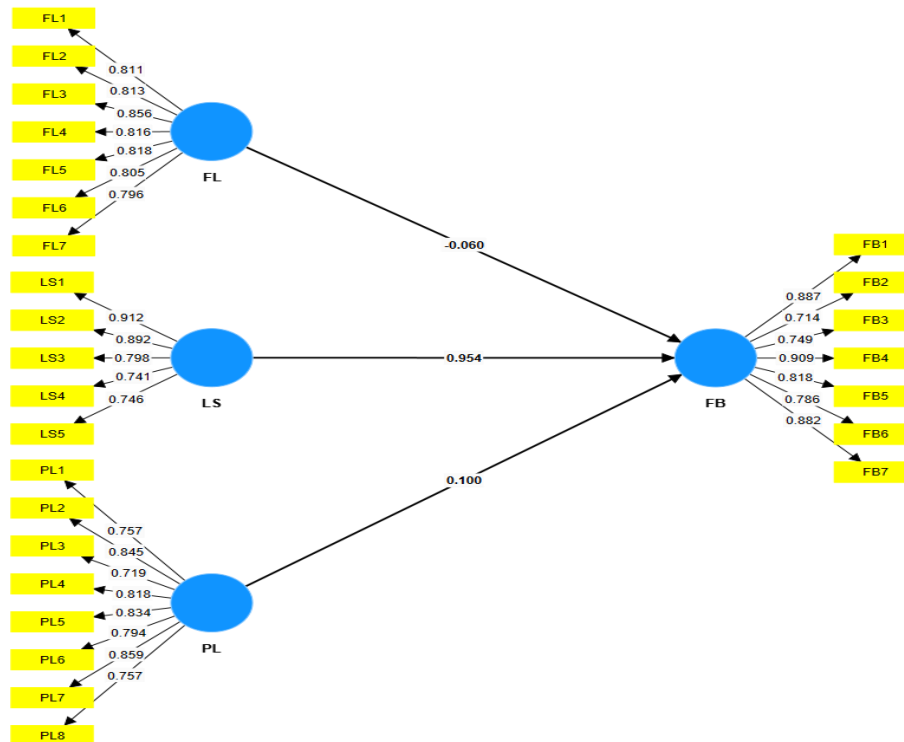 FL1
FL2
FL3
FL4
FL5
FL6
FL7
0.811
0.813
0.856
0.816
0.818
0.805
0.796
FL
-0.060
LS1
LS2
LS3
LS4
LS5
0.912
0.892
0.798
0.741
0.746
LS
0.954
PL1
PL2
PL3
PL4
PL5
PL6
PL7
PL8
0.757
0.845
0.719
0.818
0.834
0.794
0.859
0.757
PL
0.100
FB
0.887
0.714
0.749
0.909
0.818
0.786
0.882
FB1
FB2
FB3
FB4
FB5
FB6
FB7